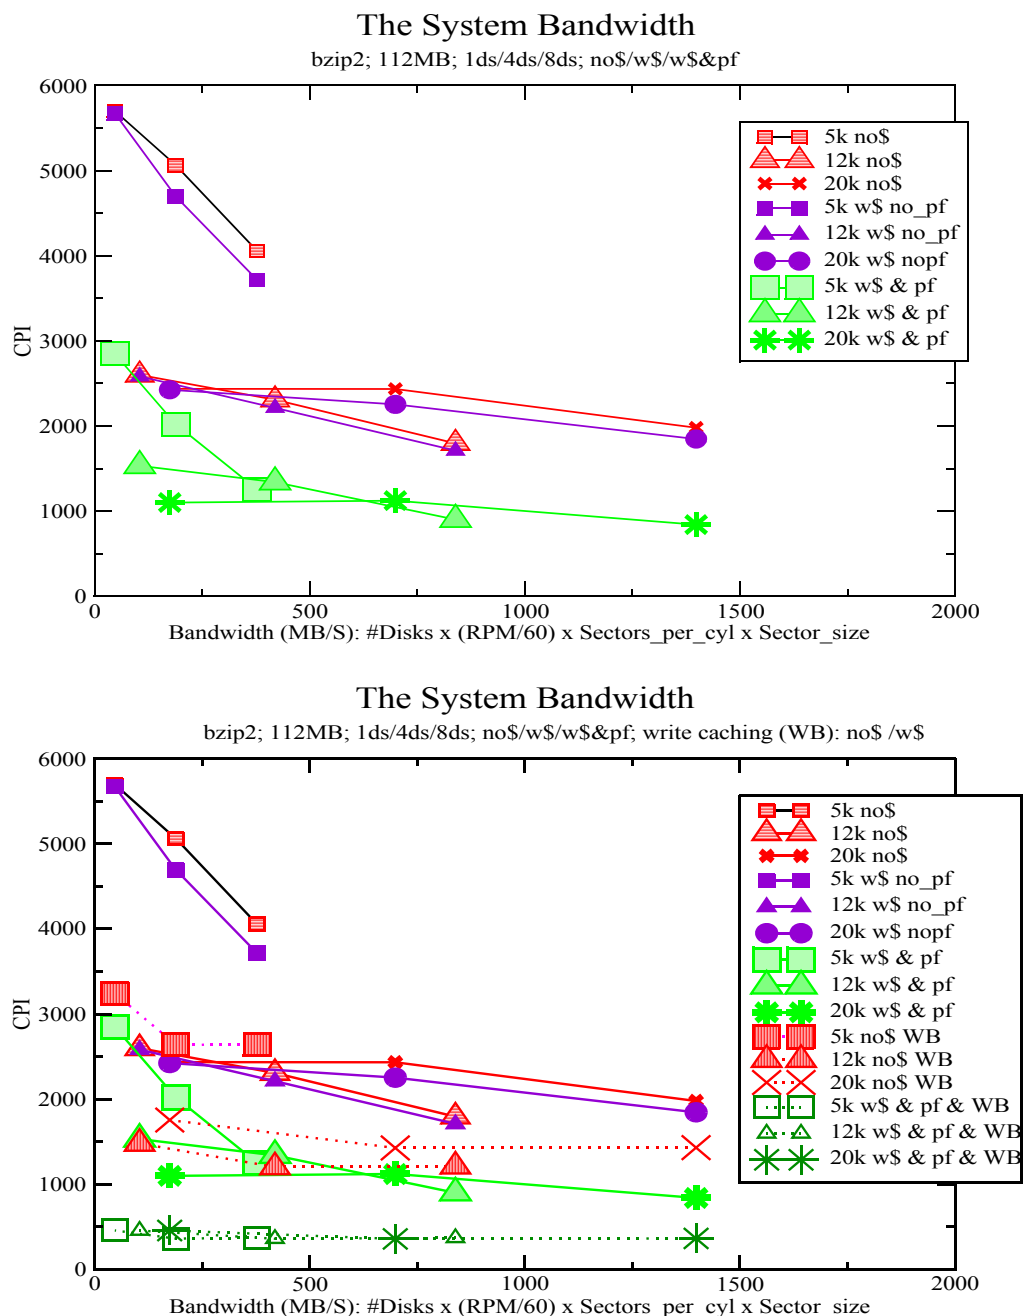 The System Bandwidth
bzip2; 112MB; 1ds/4ds/8ds; no$/w$/w$&pf
6000
5000
4000
3000
2000
1000
0
CPI
5k no$
12k no$
20k no$
5k w$ no_pf
12k w$ no_pf
20k w$ nopf
5k w$ & pf
12k w$ & pf
20k w$ & pf
0 500 1000 1500 2000
Bandwidth (MB/S): #Disks x (RPM/60) x Sectors_per_cyl x Sector_size
The System Bandwidth
bzip2; 112MB; 1ds/4ds/8ds; no$/w$/w$&pf; write caching (WB): no$ /w$
6000
5000
4000
3000
2000
1000
0
CPI
5k no$
12k no$
20k no$
5k w$ no_pf
12k w$ no_pf
20k w$ nopf
5k w$ & pf
12k w$ & pf
20k w$ & pf
5k no$ WB
12k no$ WB
20k no$ WB
5k w$ & pf & WB
12k w$ & pf & WB
20k w$ & pf & WB
0 500 1000 1500 2000
Bandwidth (MB/S): #Disks x (RPM/60) x Sectors_per_cyl x Sector_size